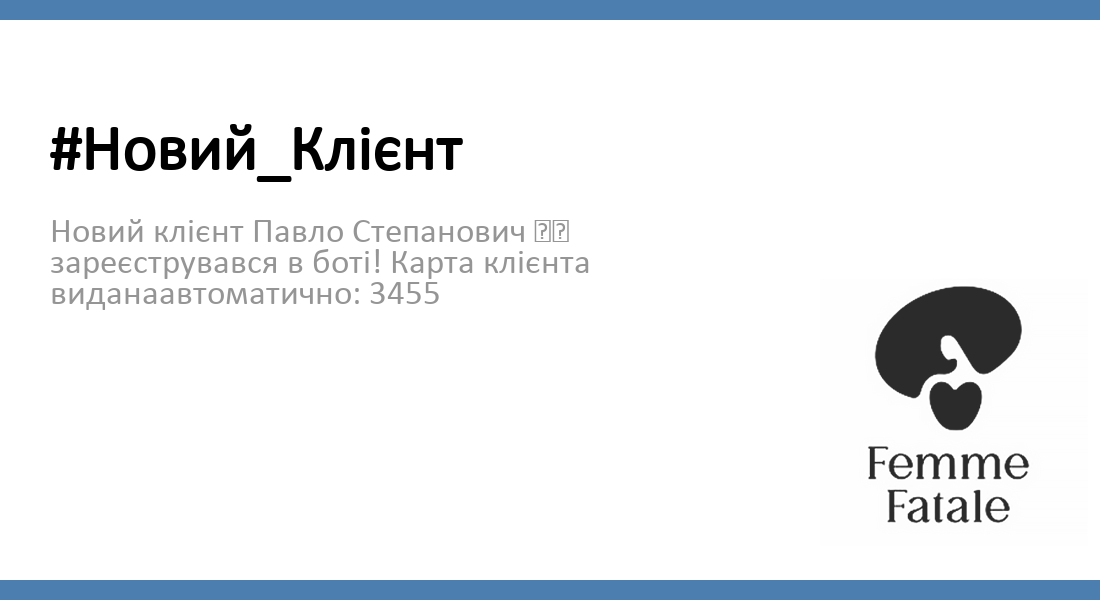 #Новий_Клієнт
Новий клієнт Павло Степанович
зареєструвався в боті! Карта клієнта
виданаавтоматично: 3455
Femme
Fatale